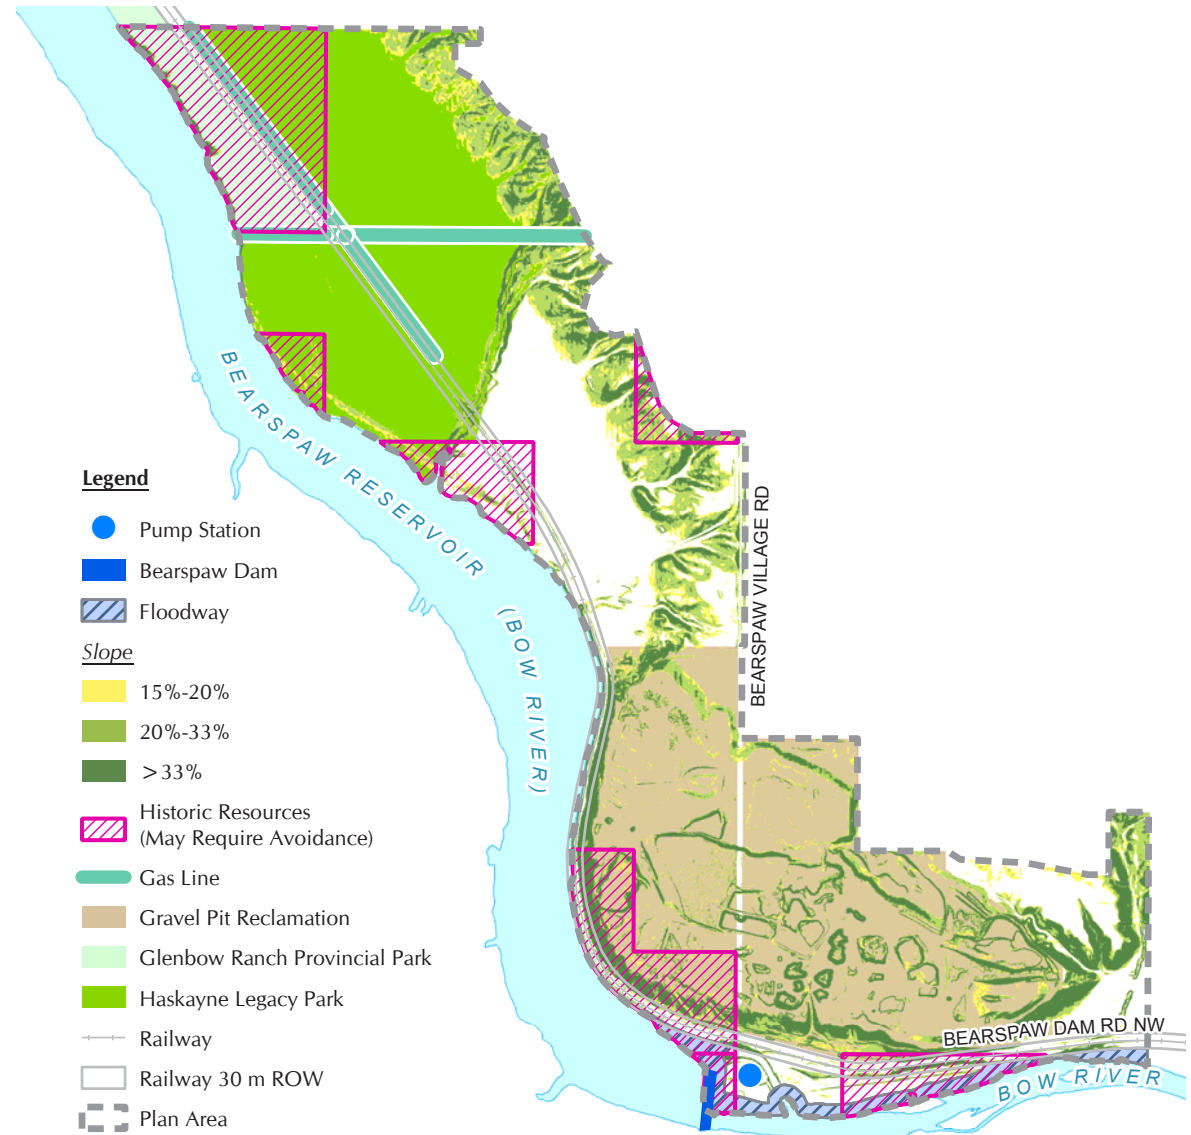 BEARSPAW RESERVOIR
(BOW RIVER)
BEARSPAW VILLAGE RD
BEARSPAW DAM RD NW
BOW RIVER
Legend
Pump Station
Bearspaw Dam
Floodway
Slope
15%-20%
20%-33%
>33%
Historic Resources
(May Require Avoidance)
Gas Line
Gravel Pit Reclamation
Glenbow Ranch Provincial Park
Haskayne Legacy Park
Railway
Railway 30 m ROW
Plan Area